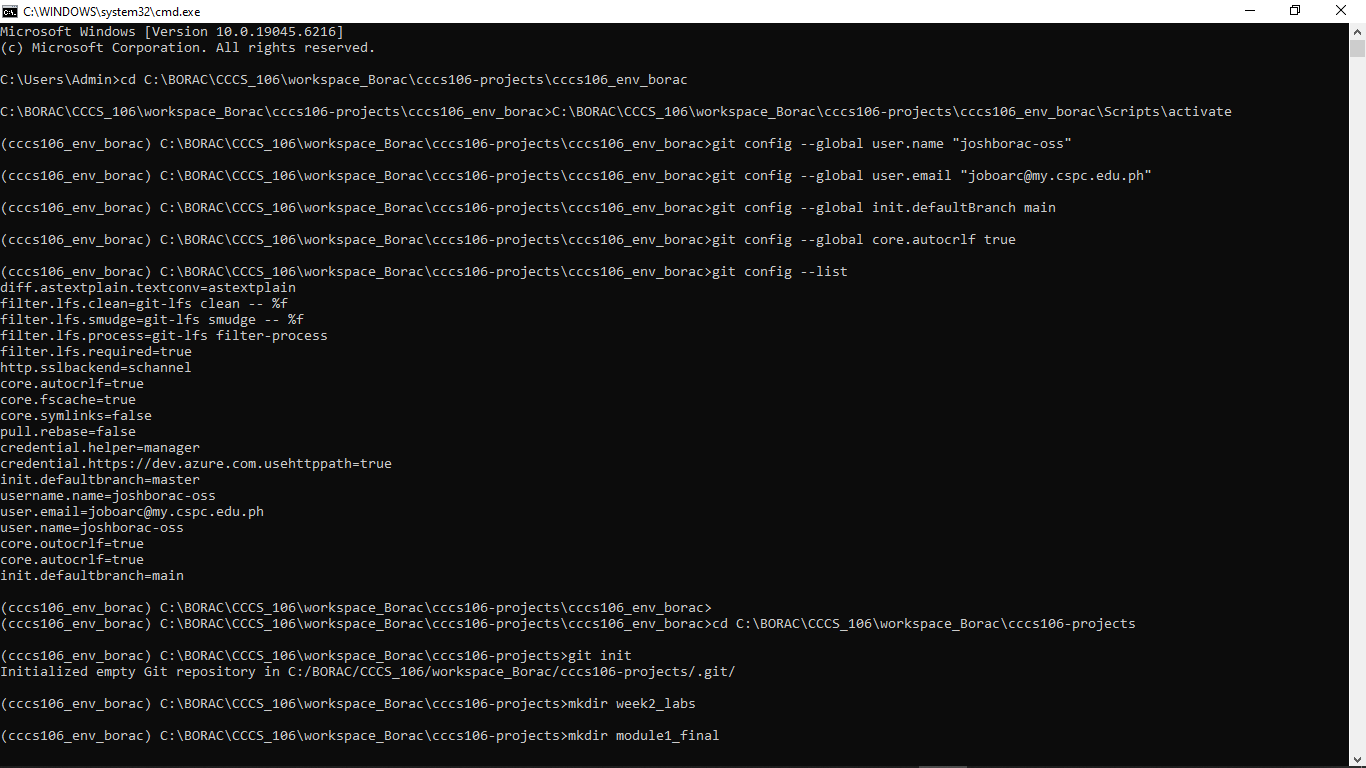 C:\WINDOWS\system32\cmd.exe
Microsoft Windows [Version 10.0.19045.6216]
(c) Microsoft Corporation. All rights reserved.
C:\Users\Admin>cd C:\BORAC\CCCS_106\workspace_Borac\cccs106-projects\cccs106_env_borac
C:\BORAC\CCCS_106\workspace_Borac\cccs106-projects\cccs106_env_borac>C:\BORAC\CCCS_106\workspace_Borac\cccs106-projects\cccs106_env_borac\Scripts\activate
(cccs106_env_borac) C:\BORAC\CCCS_106\workspace_Borac\cccs106-projects\cccs106_env_borac>git config --global user.name "joshborac-oss"
(cccs106_env_borac) C:\BORAC\CCCS_106\workspace_Borac\cccs106-projects\cccs106_env_borac>git config --global user.email "joboarc@my.cspc.edu.ph"
(cccs106_env_borac) C:\BORAC\CCCS_106\workspace_Borac\cccs106-projects\cccs106_env_borac>git config --global init.defaultBranch main
(cccs106_env_borac) C:\BORAC\CCCS_106\workspace_Borac\cccs106-projects\cccs106_env_borac>git config --global core.autocrlf true
(cccs106_env_borac) C:\BORAC\CCCS_106\workspace_Borac\cccs106-projects\cccs106_env_borac>git config --list
diff.astextplain.textconv=astextplain
filter.lfs.clean=git-lfs clean -- %f
filter.lfs.smudge=git-lfs smudge -- %f
filter.lfs.process=git-lfs filter-process
filter.lfs.required=true
http.sslbackend=schannel
core.autocrlf=true
core.fscache=true
core.symlinks=false
pull.rebase=false
credential.helper=manager
credential.https://dev.azure.com.usehttppath=true
init.defaultbranch=master
username.name=joshborac-oss
user.email=joboarc@my.cspc.edu.ph
user.name=joshborac-oss
core.outocrlf=true
core.autocrlf=true
init.defaultbranch=main
(cccs106_env_borac) C:\BORAC\CCCS_106\workspace_Borac\cccs106-projects\cccs106_env_borac>
(cccs106_env_borac) C:\BORAC\CCCS_106\workspace_Borac\cccs106-projects\cccs106_env_borac>cd C:\BORAC\CCCS_106\workspace_Borac\cccs106-projects
(cccs106_env_borac) C:\BORAC\CCCS_106\workspace_Borac\cccs106-projects>git init
Initialized empty Git repository in C:/BORAC/CCCS_106/workspace_Borac/cccs106-projects/.git/
(cccs106_env_borac) C:\BORAC\CCCS_106\workspace_Borac\cccs106-projects>mkdir week2_labs
(cccs106_env_borac) C:\BORAC\CCCS_106\workspace_Borac\cccs106-projects>mkdir module1_final